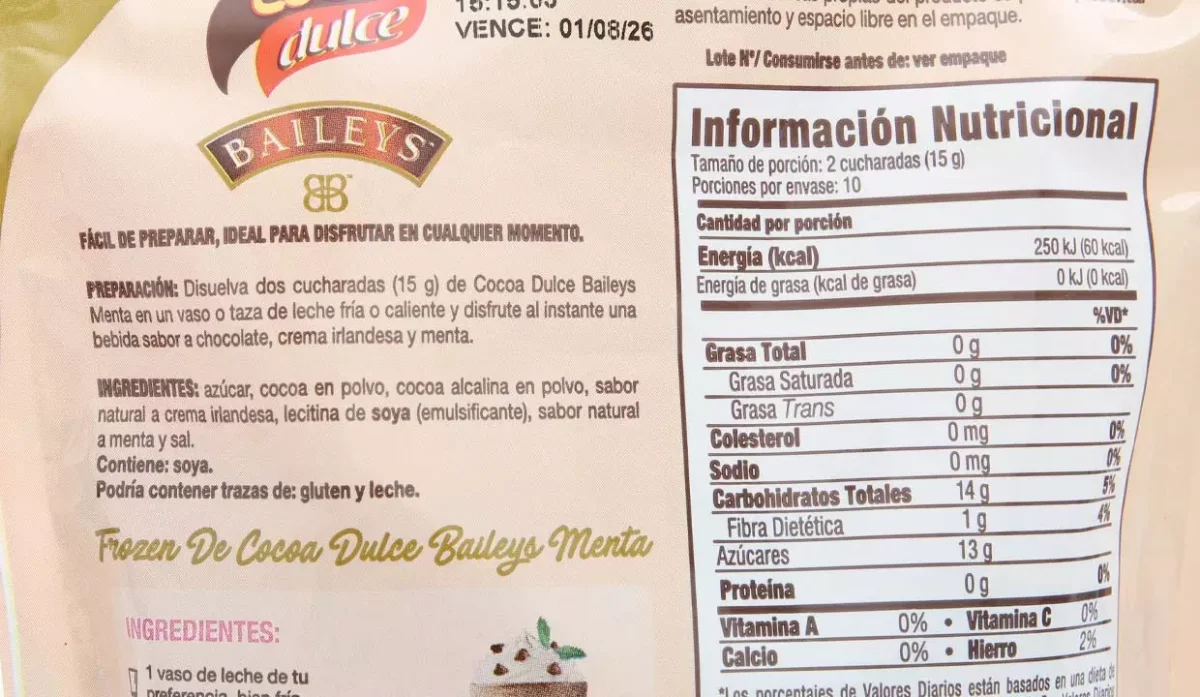 dulce
VENCE: 01/08/26
BAILEYS
FÁCIL DE PREPARAR, IDEAL PARA DISFRUTAR EN CUALQUIER MOMENTO.
PREPARACIÓN: Disuelva dos cucharadas (15 g) de Cocoa Dulce Baileys
Menta en un vaso o taza de leche fría o caliente y disfrute al instante una
bebida sabor a chocolate, crema irlandesa y menta.
INGREDIENTES: azúcar, cocoa en polvo, cocoa alcalina en polvo, sabor
natural a crema irlandesa, lecitina de soya (emulsificante), sabor natural
a menta y sal.
Contiene: soya.
Podría contener trazas de: gluten y leche.
Frozen De Cocoa Dulce Baileys Menta
INGREDIENTES:
1 vaso de leche de tu
preferencia, bien fría
asentamiento y espacio libre en el empaque.
Lote Nº/ Consumirse antes de: ver empaque
Información Nutricional
Tamaño de porción: 2 cucharadas (15 g)
Porciones por envase: 10
Cantidad por porción
Energía (kcal) 250 kJ (60 kcal)
Energía de grasa (kcal de grasa) 0 kJ (0 kcal)
%VD*
Grasa Total 0 g 0%
Grasa Saturada 0 g 0%
Grasa Trans 0 g
Colesterol 0 mg 0%
Sodio 0 mg 0%
Carbohidratos Totales 14 g 5%
Fibra Dietética 1 g 4%
Azúcares 13 g
Proteína 0 g 0%
Vitamina A 0% • Vitamina C 0%
Calcio 0% • Hierro 2%
*Los porcentajes de Valores Diarios están basados en una dieta de